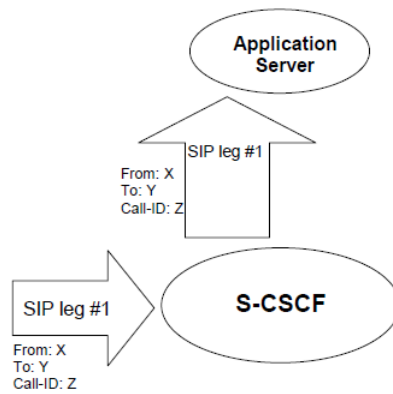 Application
Server
SIP leg #1
From: X
To: Y
Call-ID: Z
S-CSCF
SIP leg #1
From: X
To: Y
Call-ID: Z